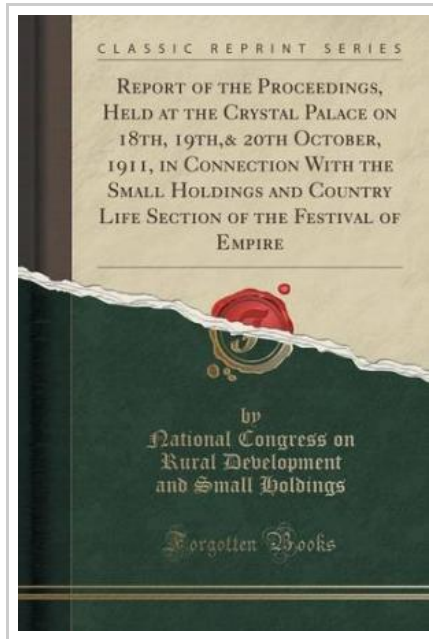 CLASSIC REPRINT SERIES
REPORT OF THE PROCEEDINGS,
HELD AT THE CRYSTAL PALACE ON
18TH, 19TH,& 20TH OCTOBER,
1911, IN CONNECTION WITH THE
SMALL HOLDINGS AND COUNTRY
LIFE SECTION OF THE FESTIVAL OF
EMPIRE
by
National Congress on
Rural Development
and Small Holdings
Forgotten Books